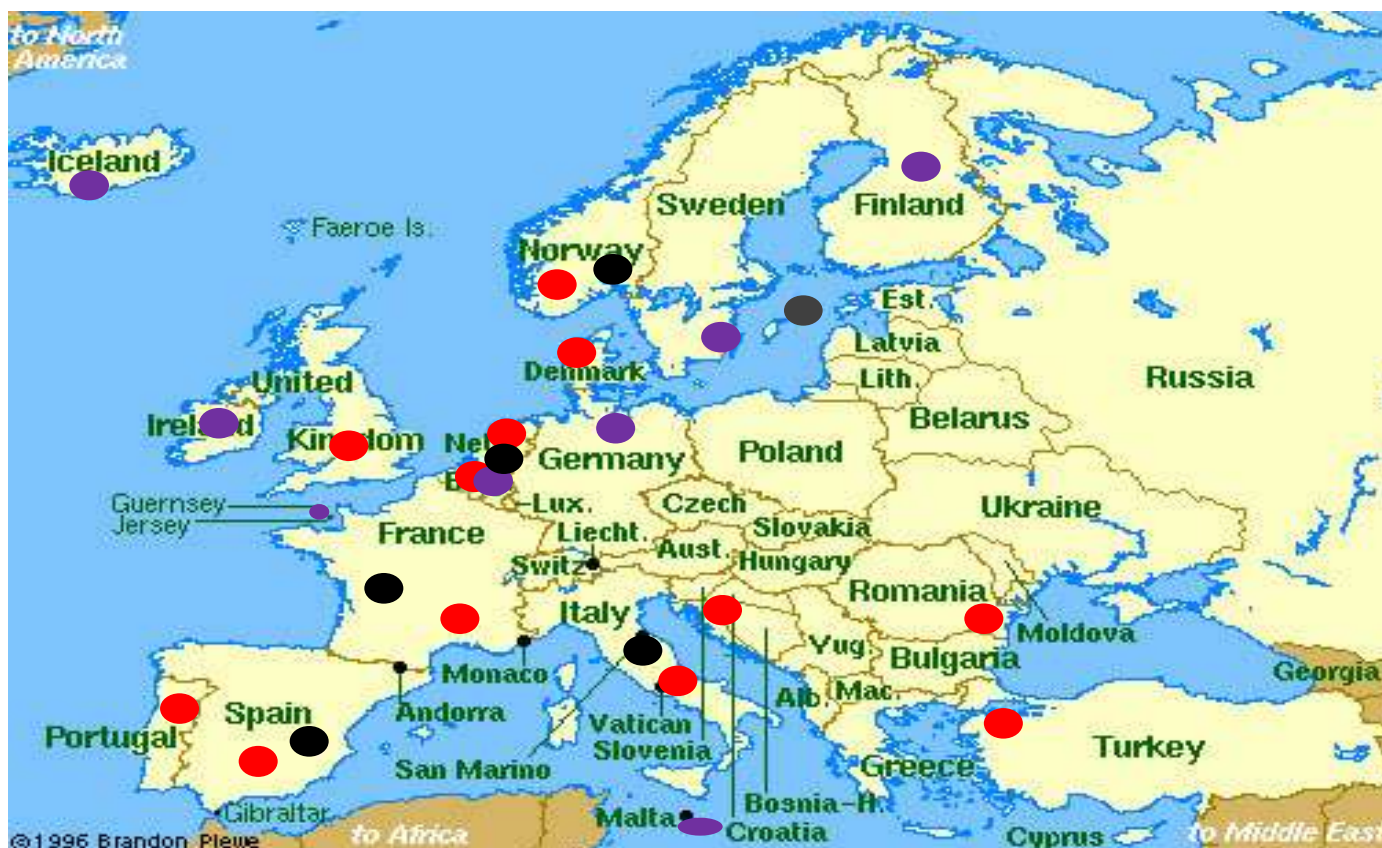 to North
America
Iceland
Faeroe Is.
Sweden
Finland
Norway
Est.
Latvia
Lith.
Denmark
Russia
United
Kingdom
Ireland
Belarus
Poland
Germany
Guernsey
Jersey
Lux.
Czech
Ukraine
Slovakia
France
Liecht.
Aust.
Hungary
Switz
Romania
Italy
Moldova
Yug.
Bulgaria
Monaco
Georgia
Alb.
Mac.
Spain
Andorra
Vatican
Portugal
Slovenia
Turkey
San Marino
Greece
Bosnia-H.
Gibraltar
Malta
Croatia
Cyprus
to Africa
to Middle East
©1996 Brandon Plewe